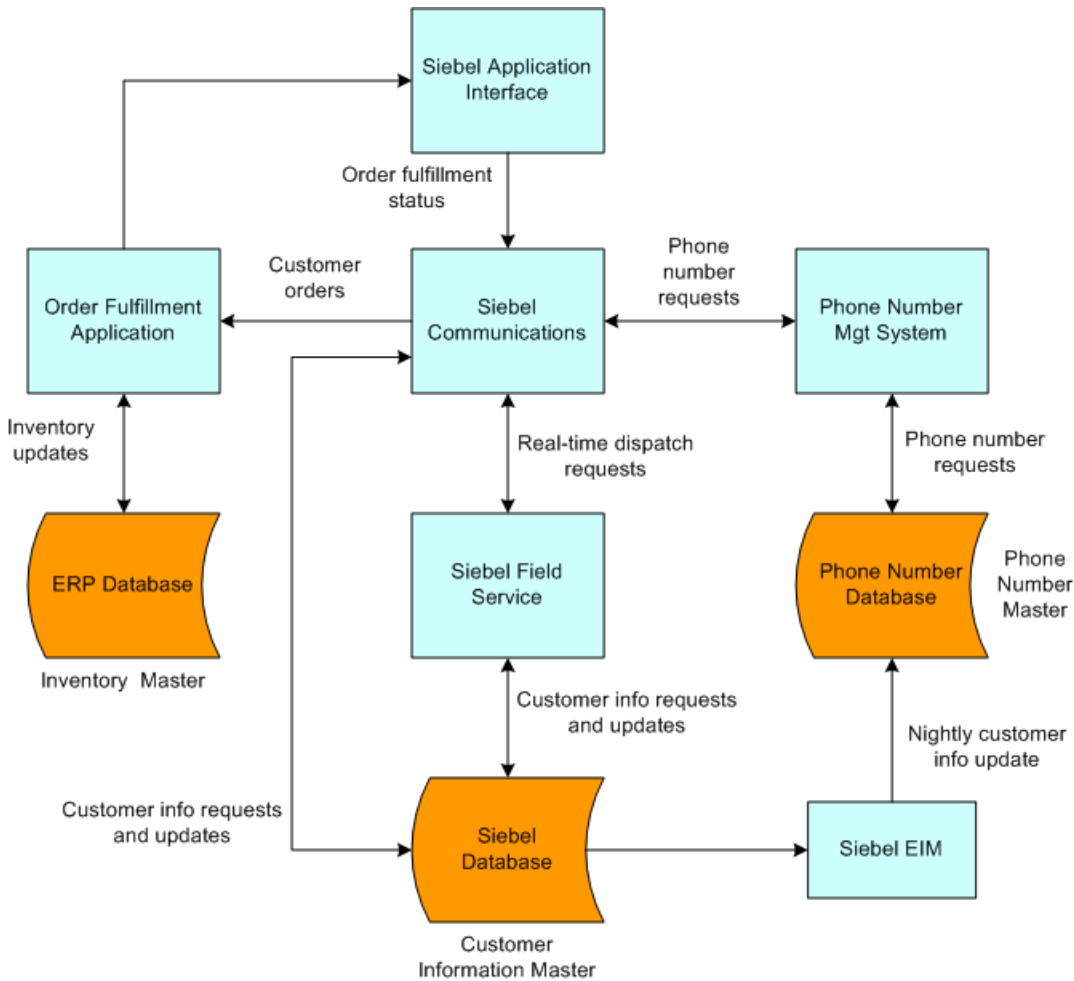 Siebel Application
Interface
Order fulfillment
status
Customer
orders
Phone
number
requests
Order Fulfillment
Application
Siebel
Communications
Phone Number
Mgt System
Inventory
updates
Real-time dispatch
requests
Phone number
requests
ERP Database
Siebel Field
Service
Phone Number
Database
Phone
Number
Master
Inventory Master
Customer info requests
and updates
Nightly customer
info update
Customer info requests
and updates
Siebel
Database
Siebel EIM
Customer
Information Master